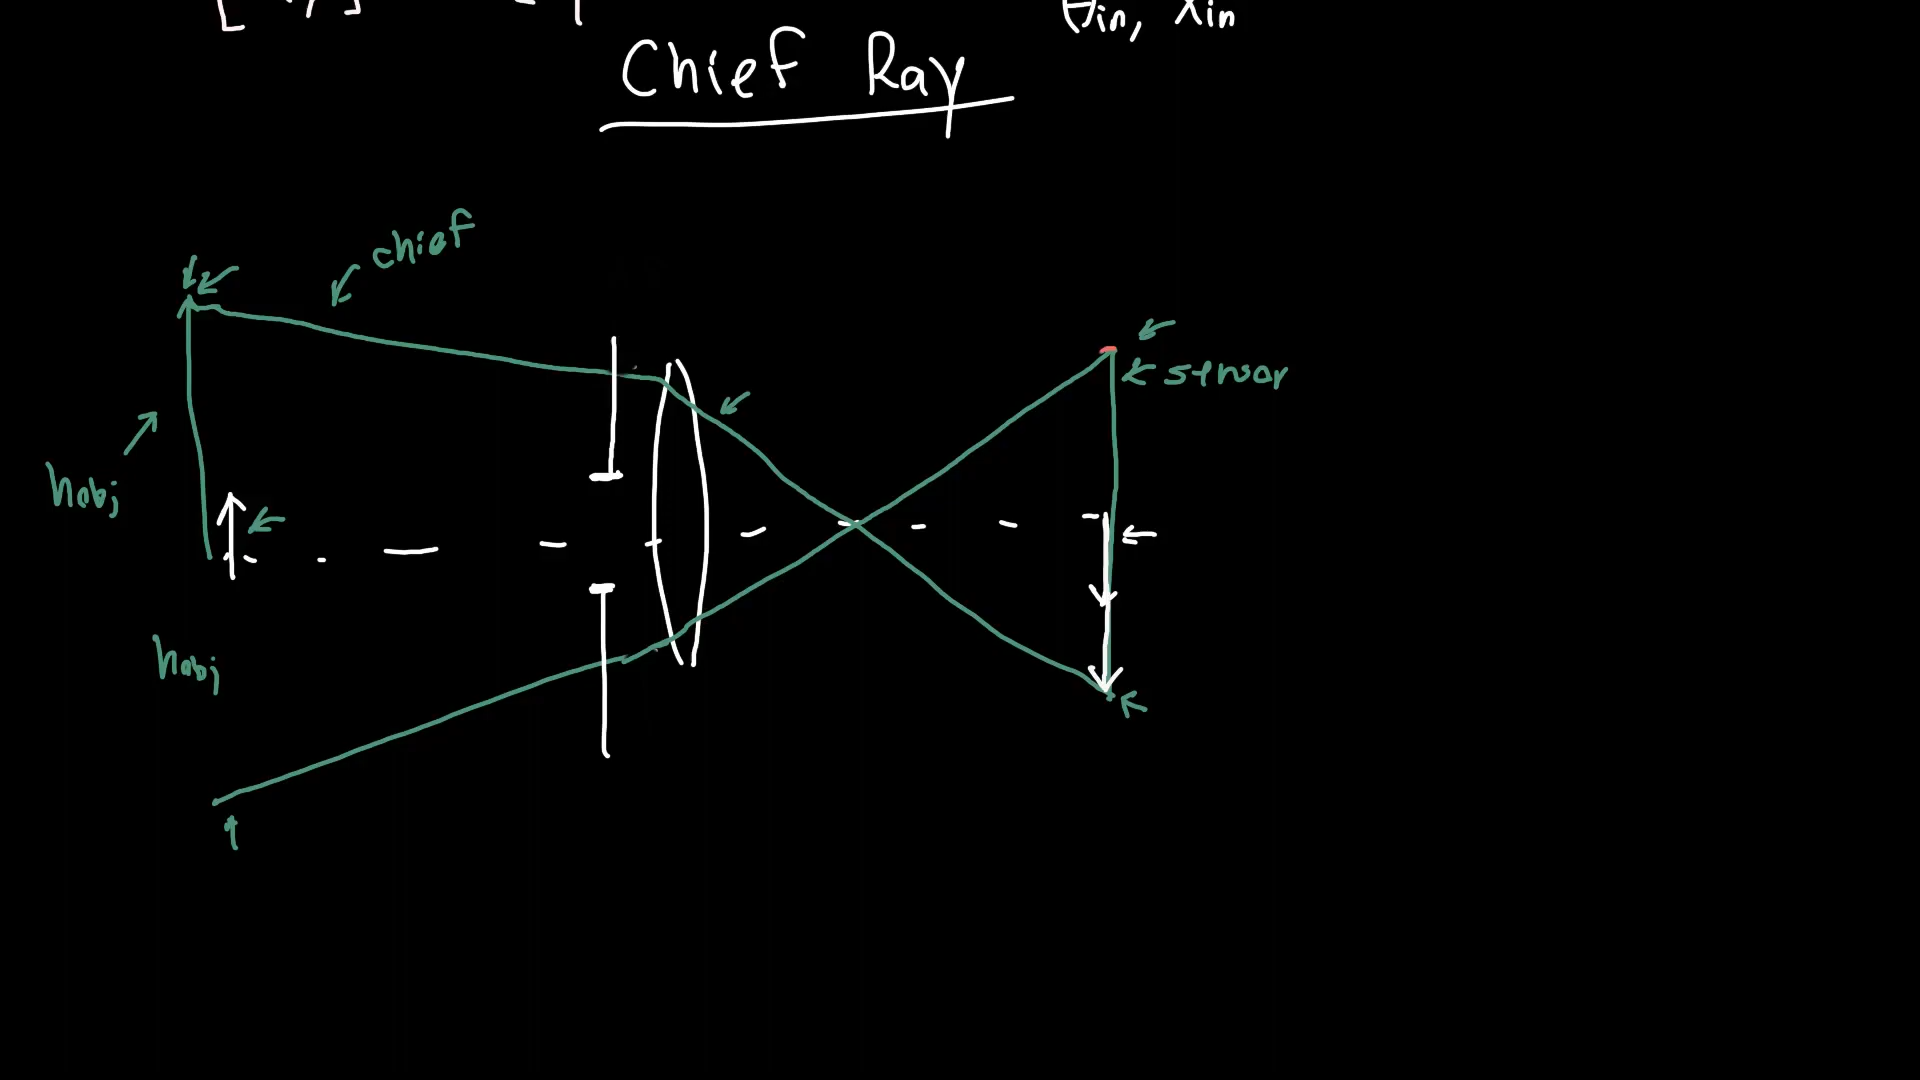 θin, xin
Chief Ray
chief
sensor
hobj
hobj